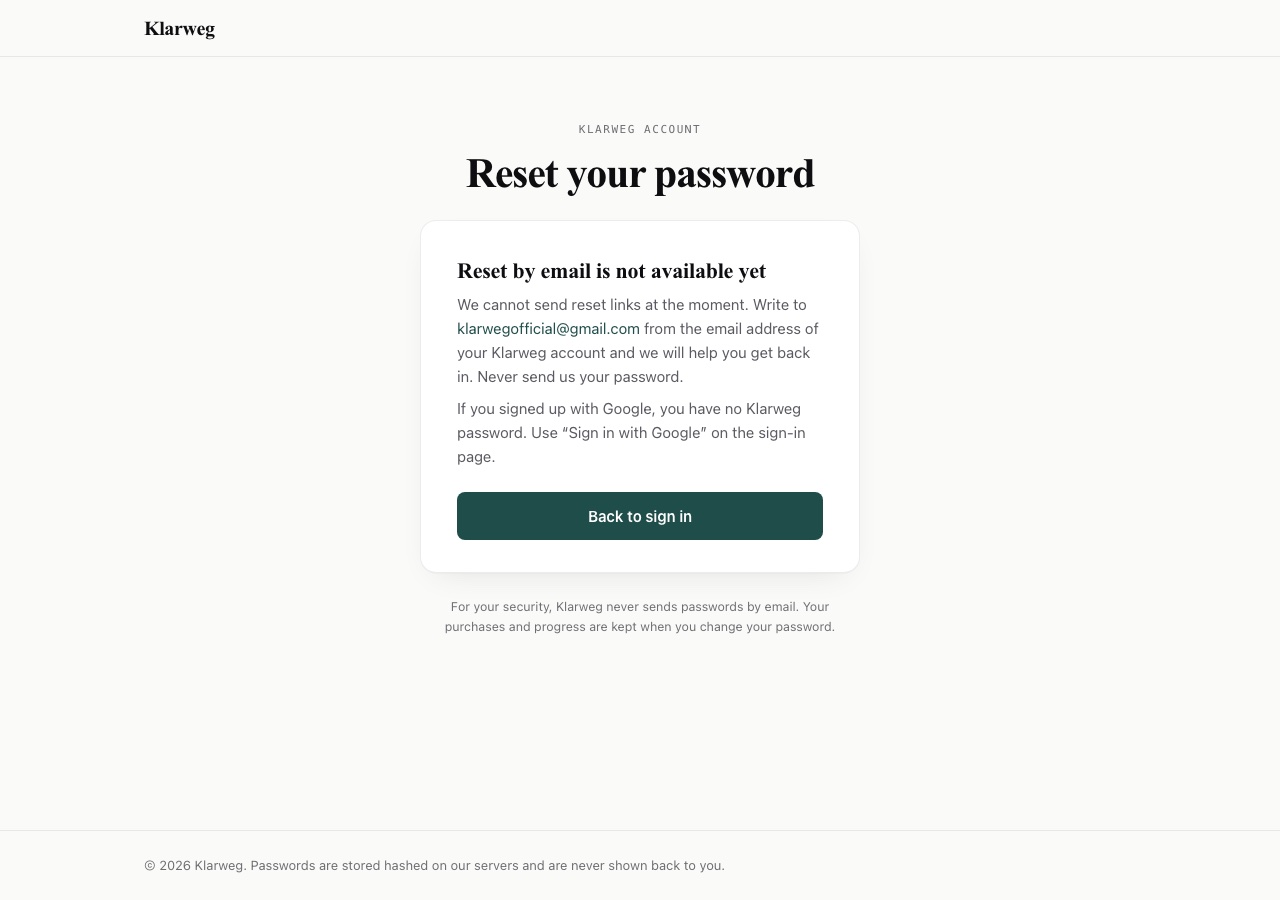 Klarweg
KLARWEG ACCOUNT
Reset your password
Reset by email is not available yet
We cannot send reset links at the moment. Write to
klarwegofficial@gmail.com from the email address of
your Klarweg account and we will help you get back
in. Never send us your password.
If you signed up with Google, you have no Klarweg
password. Use “Sign in with Google” on the sign-in
page.
Back to sign in
For your security, Klarweg never sends passwords by email. Your
purchases and progress are kept when you change your password.
© 2026 Klarweg. Passwords are stored hashed on our servers and are never shown back to you.